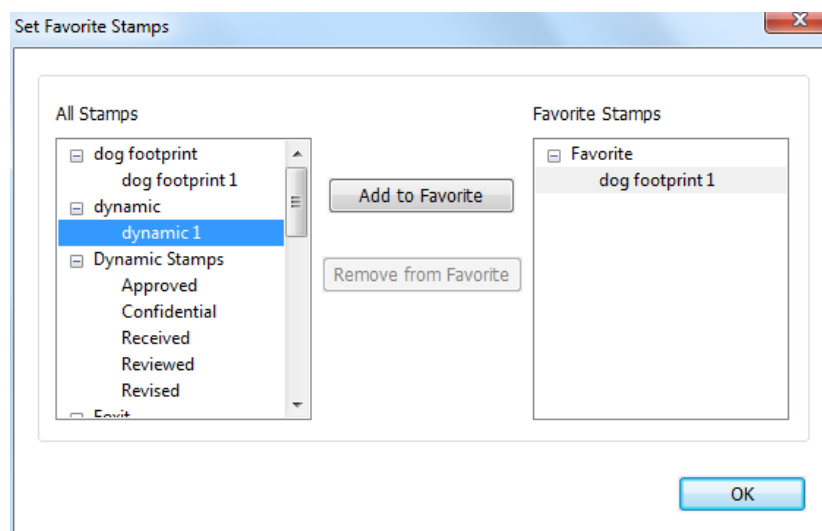 Set Favorite Stamps
All Stamps
dog footprint
dog footprint 1
dynamic
dynamic 1
Dynamic Stamps
Approved
Confidential
Received
Reviewed
Revised
Foxit
Add to Favorite
Remove from Favorite
Favorite Stamps
Favorite
dog footprint 1
OK